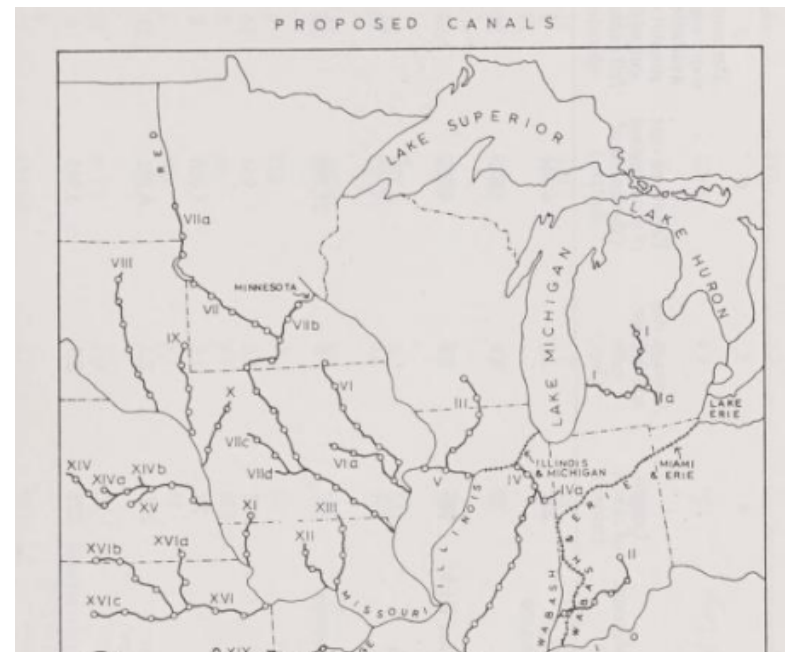 PROPOSED CANALS
RED
LAKE SUPERIOR
VIIa
LAKE HURON
VIII
LAKE MICHIGAN
MINNESOTA
VII
VIIb
IX
I
VI
I
X
III
Ia
LAKE
ERIE
VIIc
VIa
ILLINOIS
& MICHIGAN
MIAMI
& ERIE
XIV
XIVb
XIVa
VIId
V
IV
IVa
XV
ILLINOIS
WABASH & ERIE
XI
XIII
XVIb
XVIa
XII
II
WABASH
XVIc
XVI
MISSOURI
XIX